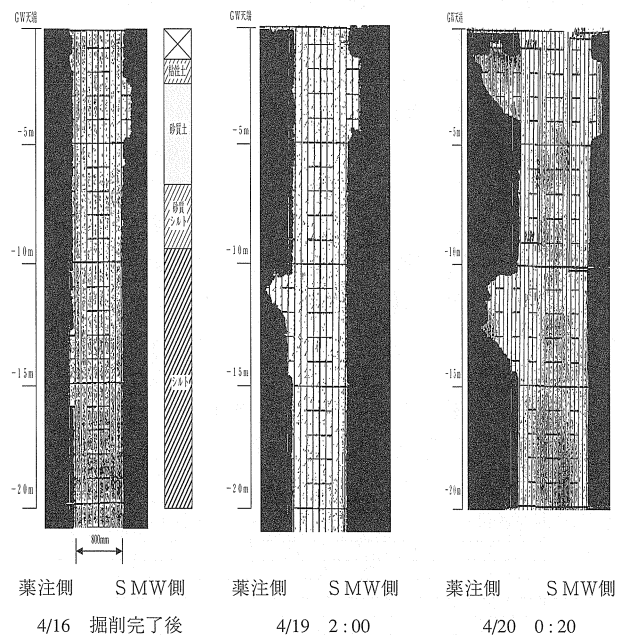 GW天端
GW天端
GW天端
粘性土
砂質土
砂質
シルト
シルト
-5m
-10m
-15m
-20m
-5m
-10m
-15m
-20m
-5m
-10m
-15m
-20m
800mm
薬注側 SMW側
薬注側 SMW側
薬注側 SMW側
4/16 掘削完了後
4/19 2:00
4/20 0:20